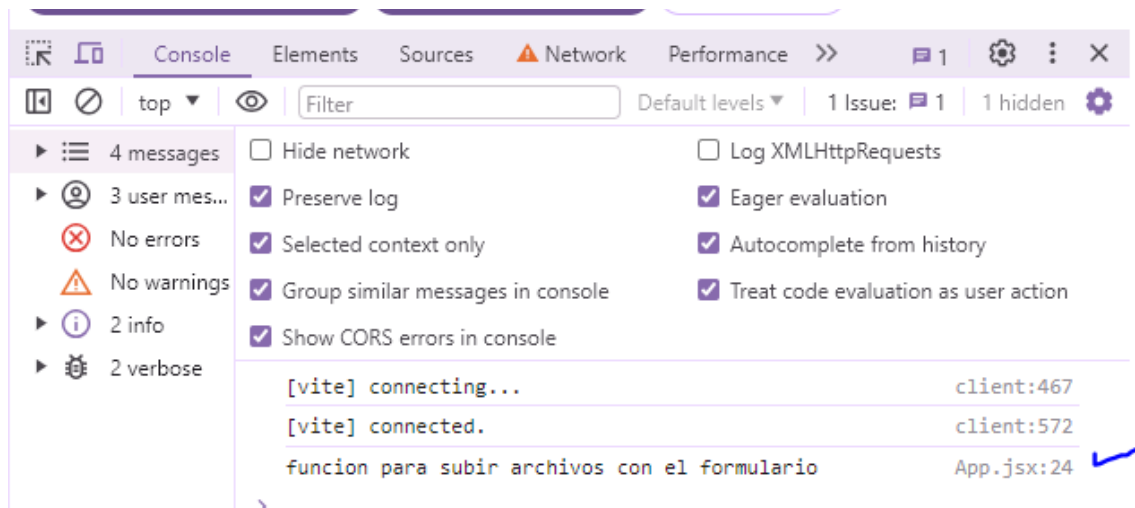 Console Elements Sources Network Performance 1
top Filter Default levels 1 Issue: 1 1 hidden
4 messages
3 user mes...
No errors
No warnings
2 info
2 verbose
Hide network Log XMLHttpRequests
Preserve log Eager evaluation
Selected context only Autocomplete from history
Group similar messages in console Treat code evaluation as user action
Show CORS errors in console
[vite] connecting... client:467
[vite] connected. client:572
funcion para subir archivos con el formulario App.jsx:24